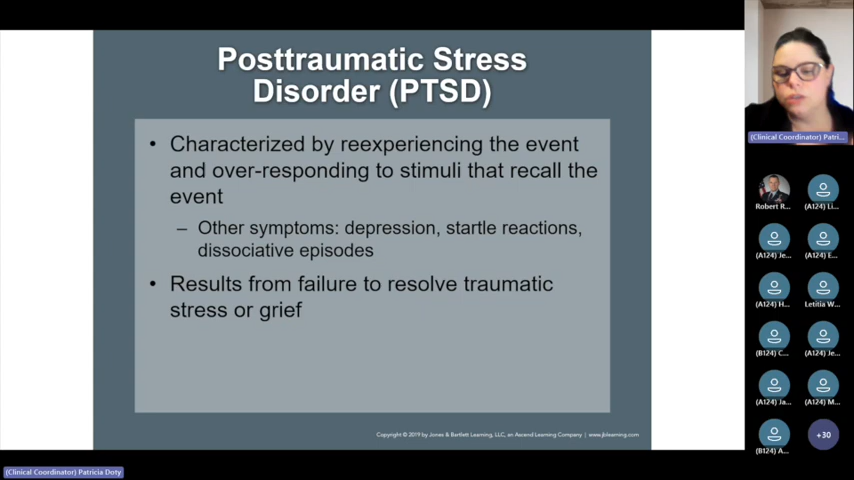 Posttraumatic Stress
Disorder (PTSD)
• Characterized by reexperiencing the event
and over-responding to stimuli that recall the
event
– Other symptoms: depression, startle reactions,
dissociative episodes
• Results from failure to resolve traumatic
stress or grief
Copyright © 2019 by Jones & Bartlett Learning, LLC, an Ascend Learning Company | www.jblearning.com
(Clinical Coordinator) Patricia Doty
(Clinical Coordinator) Patri...
Robert R...
(A124) Li...
(A124) Je...
(A124) E...
(A124) H...
Letitia W...
(B124) C...
(A124) Je...
(A124) Ja...
(A124) M...
(B124) A...
+30